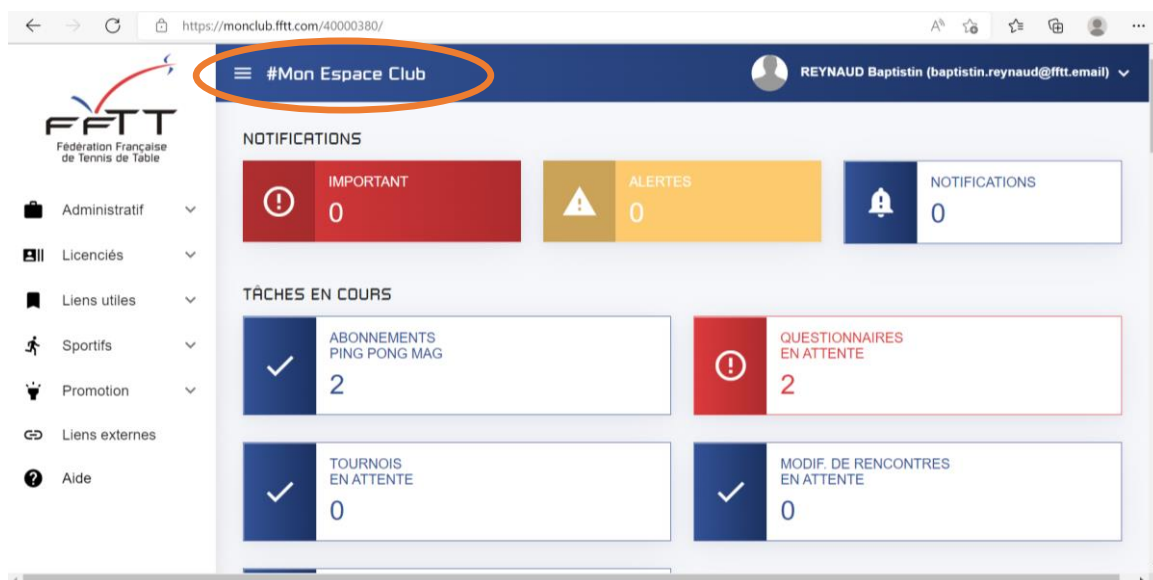 https://monclub.fftt.com/40000380/
#Mon Espace Club
REYNAUD Baptistin (baptistin.reynaud@fftt.email)
FFTT
Fédération Française
de Tennis de Table
Administratif
Licenciés
Liens utiles
Sportifs
Promotion
Liens externes
Aide
NOTIFICATIONS
IMPORTANT
0
ALERTES
0
NOTIFICATIONS
0
TÂCHES EN COURS
ABONNEMENTS
PING PONG MAG
2
QUESTIONNAIRES
EN ATTENTE
2
TOURNOIS
EN ATTENTE
0
MODIF. DE RENCONTRES
EN ATTENTE
0